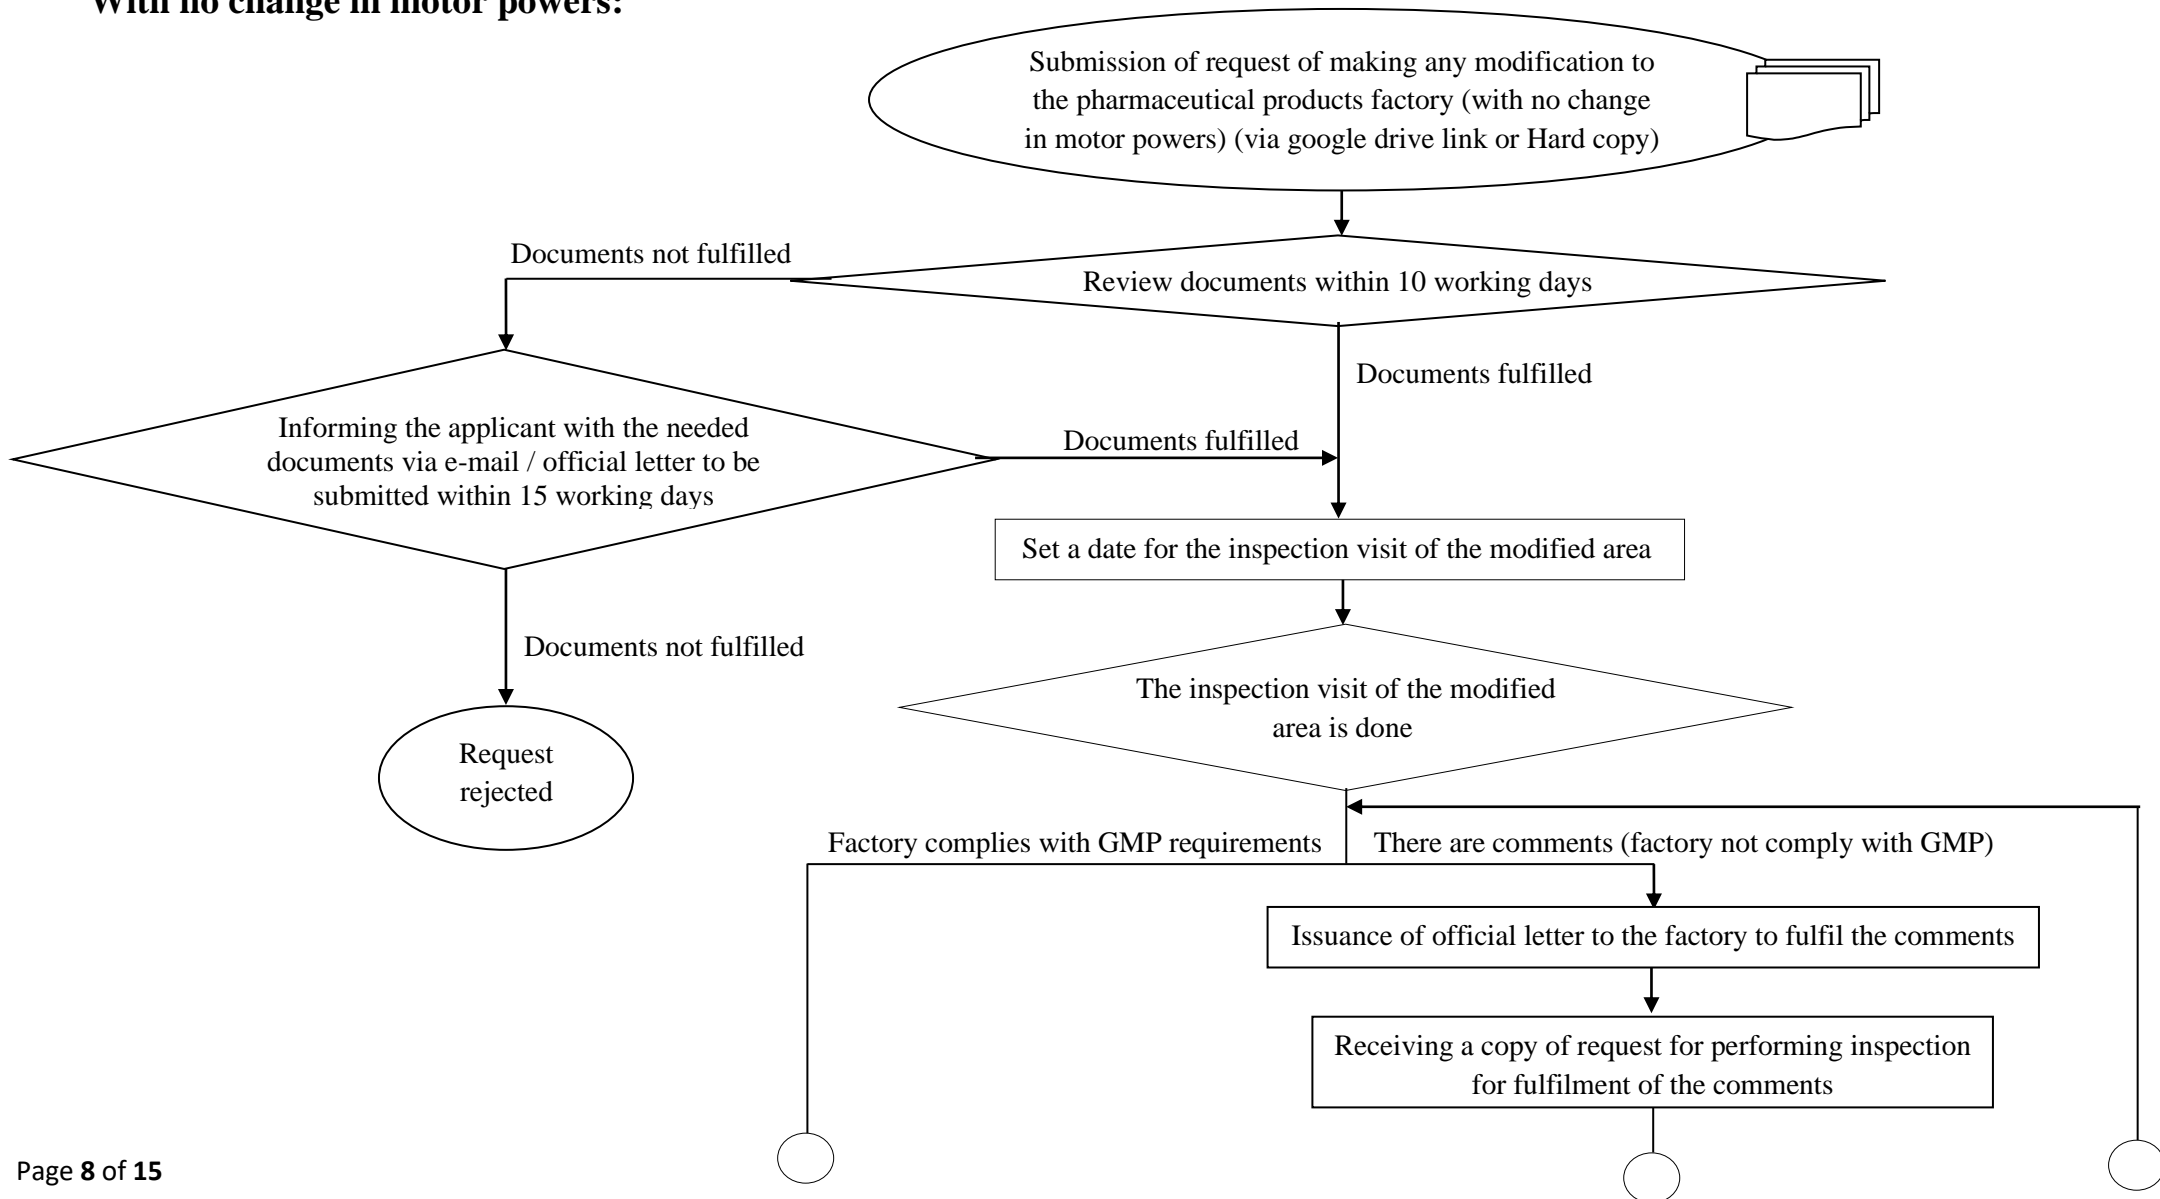 With no change in motor powers:
Submission of request of making any modification to
the pharmaceutical products factory (with no change
in motor powers) (via google drive link or Hard copy)
Documents not fulfilled
Review documents within 10 working days
Documents fulfilled
Informing the applicant with the needed
documents via e-mail / official letter to be
submitted within 15 working days
Documents fulfilled
Set a date for the inspection visit of the modified area
Documents not fulfilled
The inspection visit of the modified
area is done
Request
rejected
Factory complies with GMP requirements
There are comments (factory not comply with GMP)
Issuance of official letter to the factory to fulfil the comments
Receiving a copy of request for performing inspection
for fulfilment of the comments
Page 8 of 15